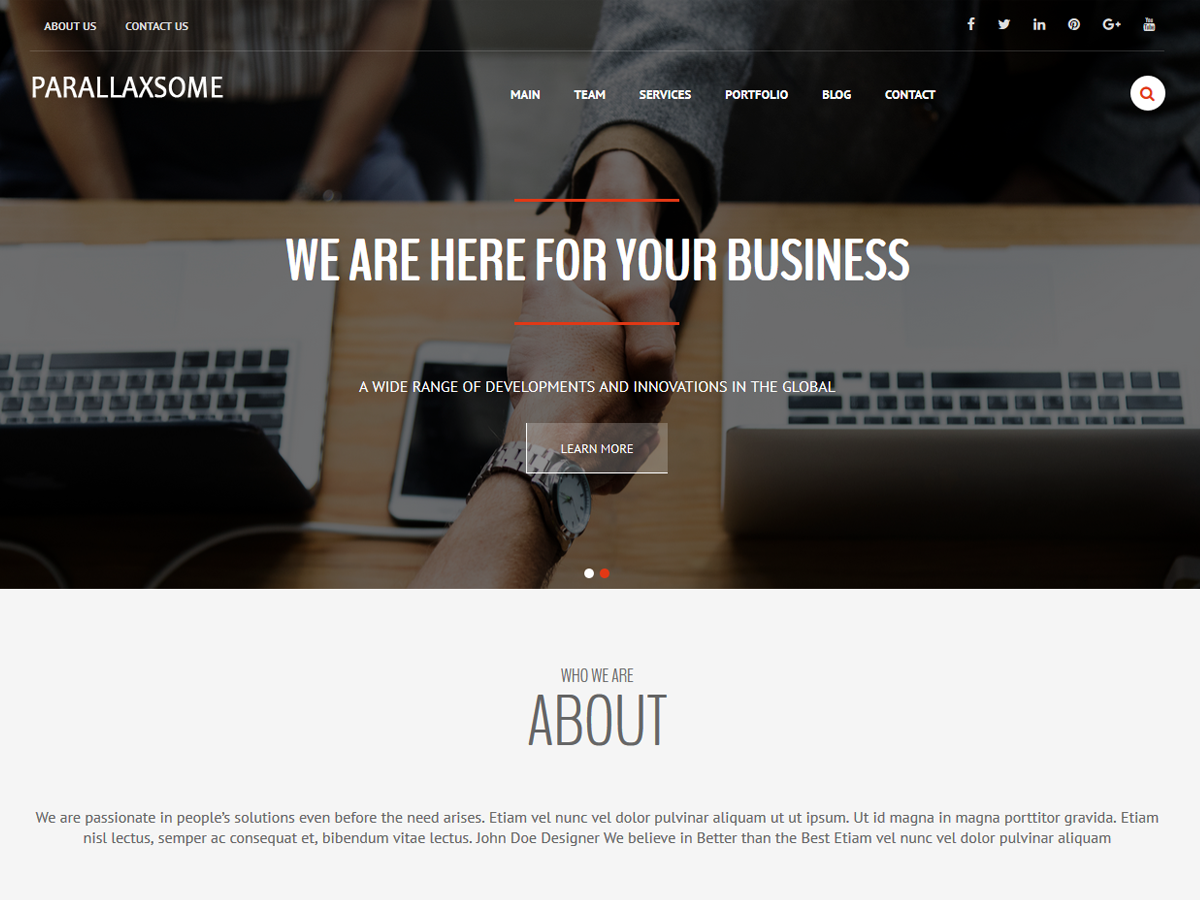 ABOUT US CONTACT US
PARALLAXSOME
MAIN TEAM SERVICES PORTFOLIO BLOG CONTACT
WE ARE HERE FOR YOUR BUSINESS
A WIDE RANGE OF DEVELOPMENTS AND INNOVATIONS IN THE GLOBAL
LEARN MORE
WHO WE ARE
ABOUT
We are passionate in people’s solutions even before the need arises. Etiam vel nunc vel dolor pulvinar aliquam ut ut ipsum. Ut id magna in magna porttitor gravida. Etiam
nisl lectus, semper ac consequat et, bibendum vitae lectus. John Doe Designer We believe in Better than the Best Etiam vel nunc vel dolor pulvinar aliquam